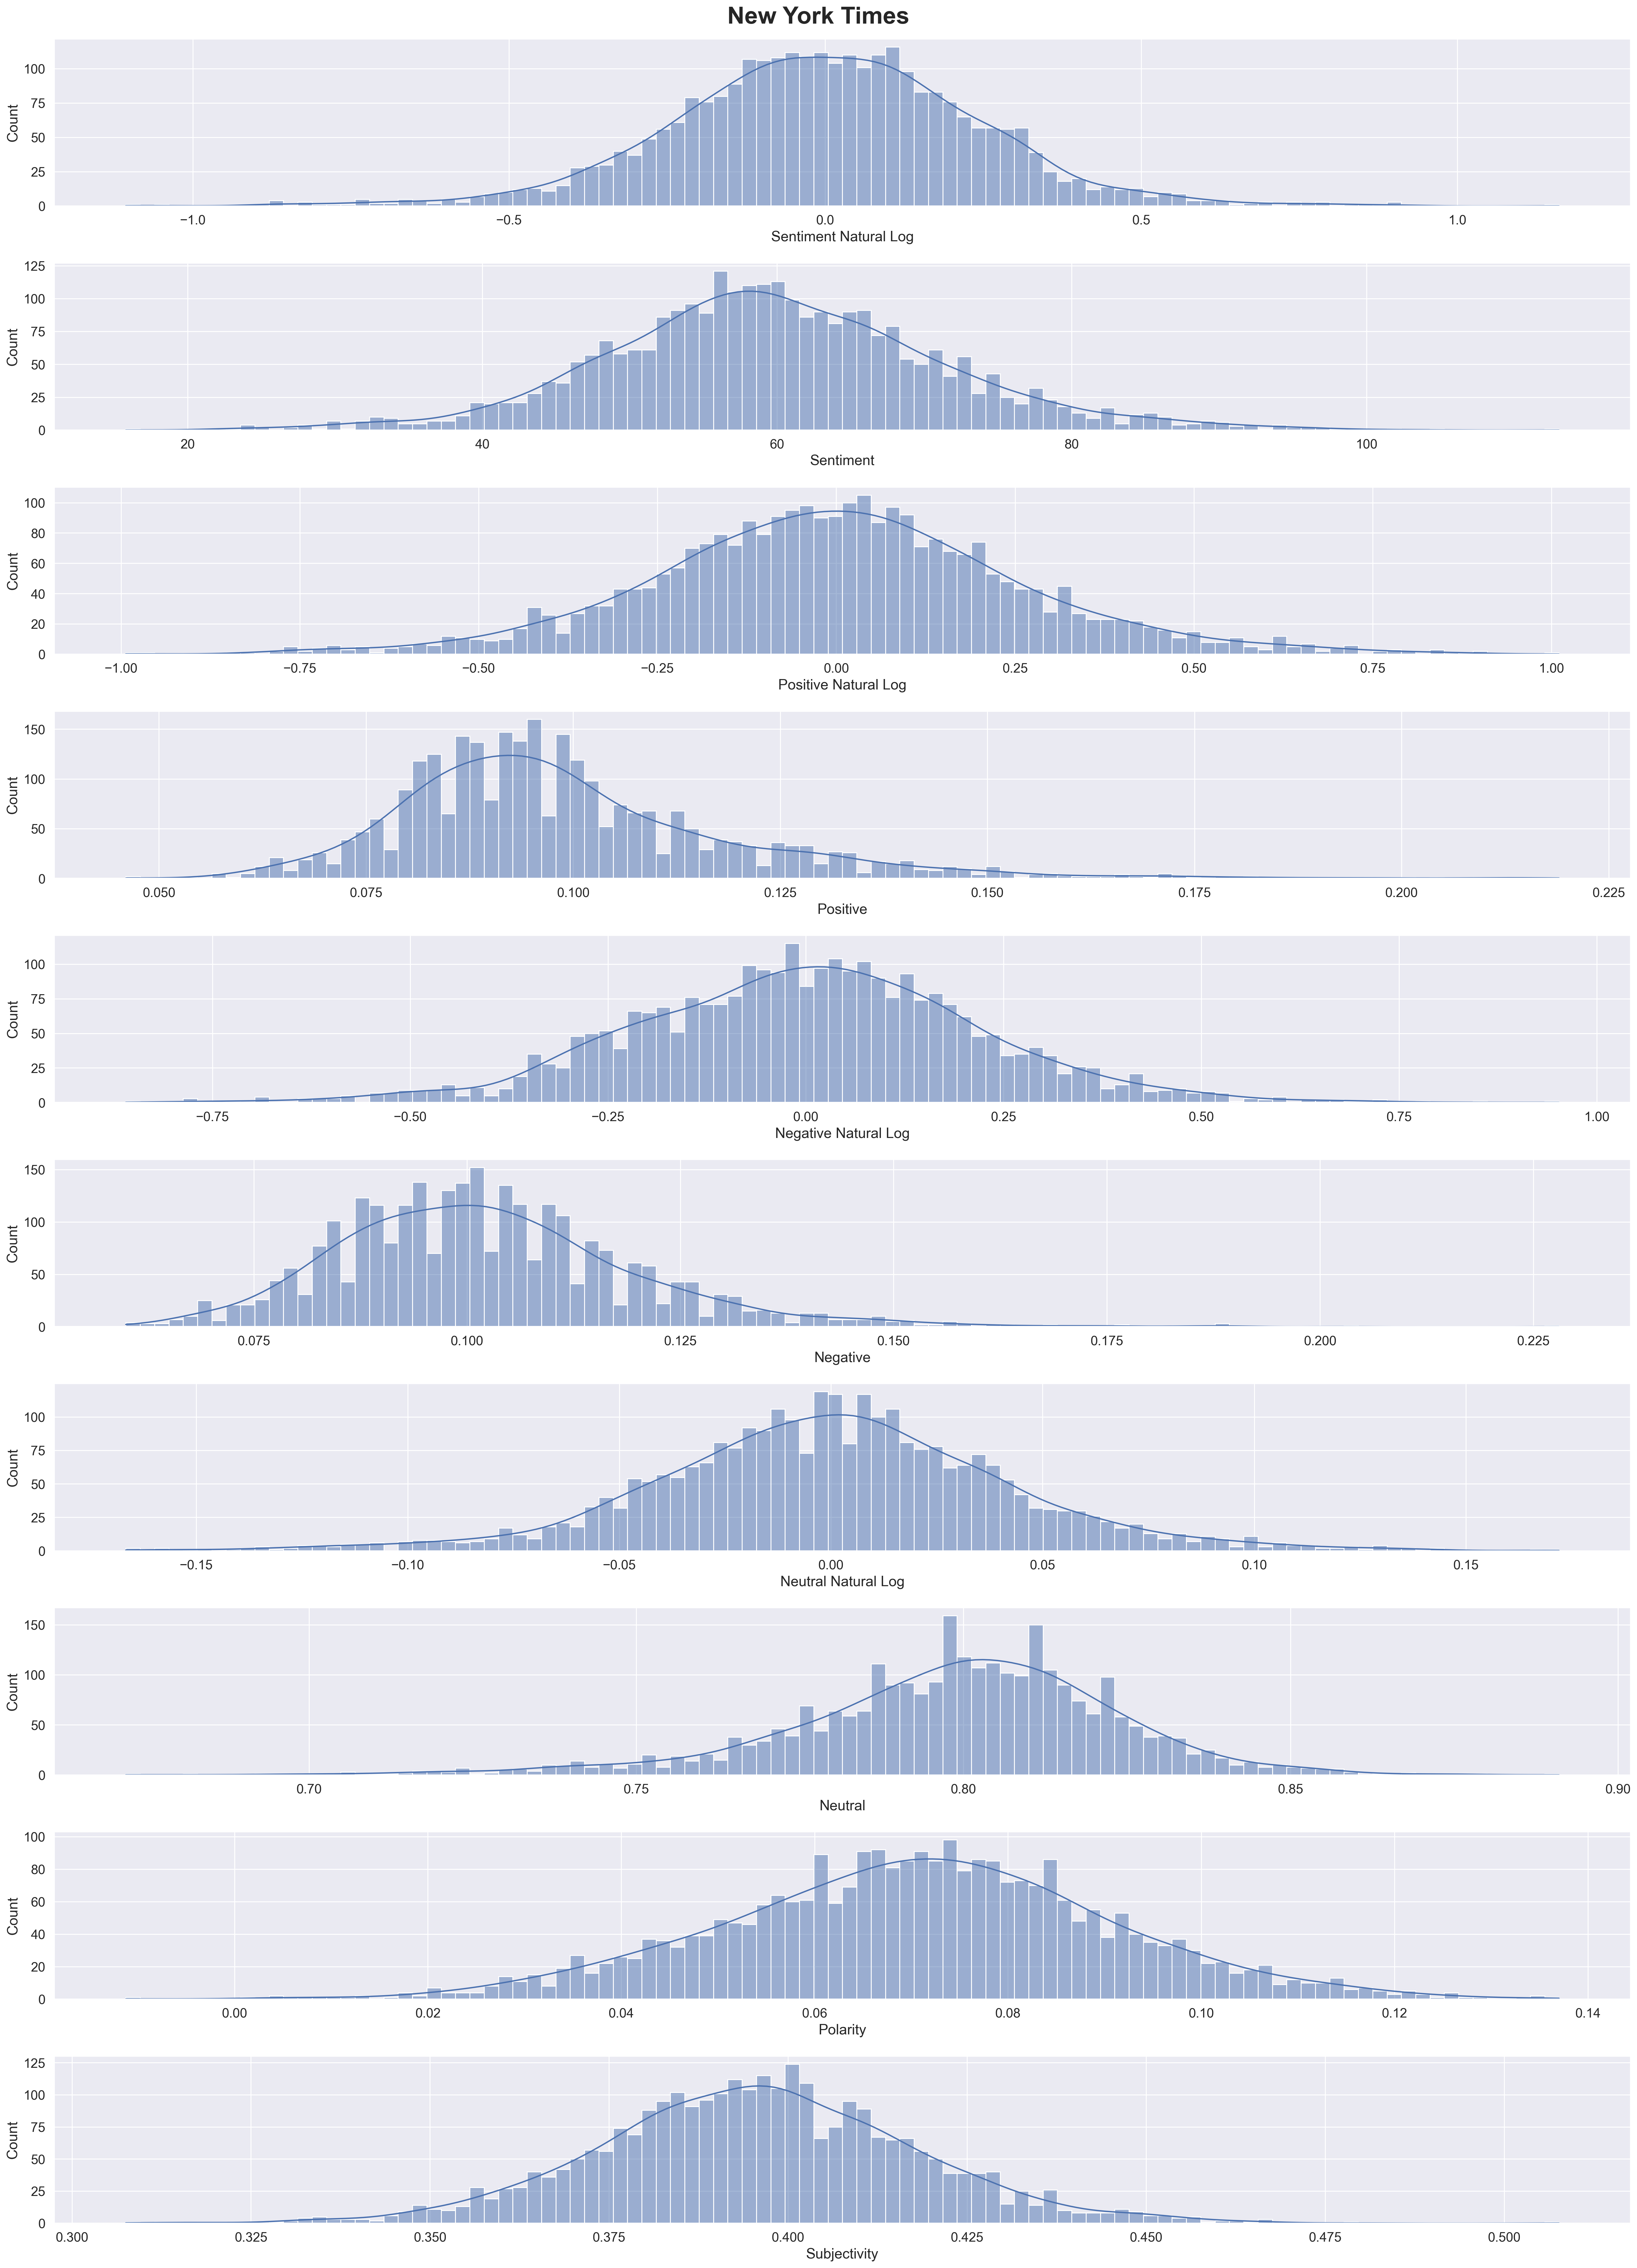 New York Times
Count
100
75
50
25
0
−1.0 −0.5 0.0 0.5 1.0
Sentiment Natural Log
Count
125
100
75
50
25
0
20 40 60 80 100
Sentiment
Count
100
80
60
40
20
0
−1.00 −0.75 −0.50 −0.25 0.00 0.25 0.50 0.75 1.00
Positive Natural Log
Count
150
100
50
0
0.050 0.075 0.100 0.125 0.150 0.175 0.200 0.225
Positive
Count
100
75
50
25
0
−0.75 −0.50 −0.25 0.00 0.25 0.50 0.75 1.00
Negative Natural Log
Count
150
100
50
0
0.075 0.100 0.125 0.150 0.175 0.200 0.225
Negative
Count
100
75
50
25
0
−0.15 −0.10 −0.05 0.00 0.05 0.10 0.15
Neutral Natural Log
Count
150
100
50
0
0.70 0.75 0.80 0.85 0.90
Neutral
Count
100
80
60
40
20
0
0.00 0.02 0.04 0.06 0.08 0.10 0.12 0.14
Polarity
Count
125
100
75
50
25
0
0.300 0.325 0.350 0.375 0.400 0.425 0.450 0.475 0.500
Subjectivity